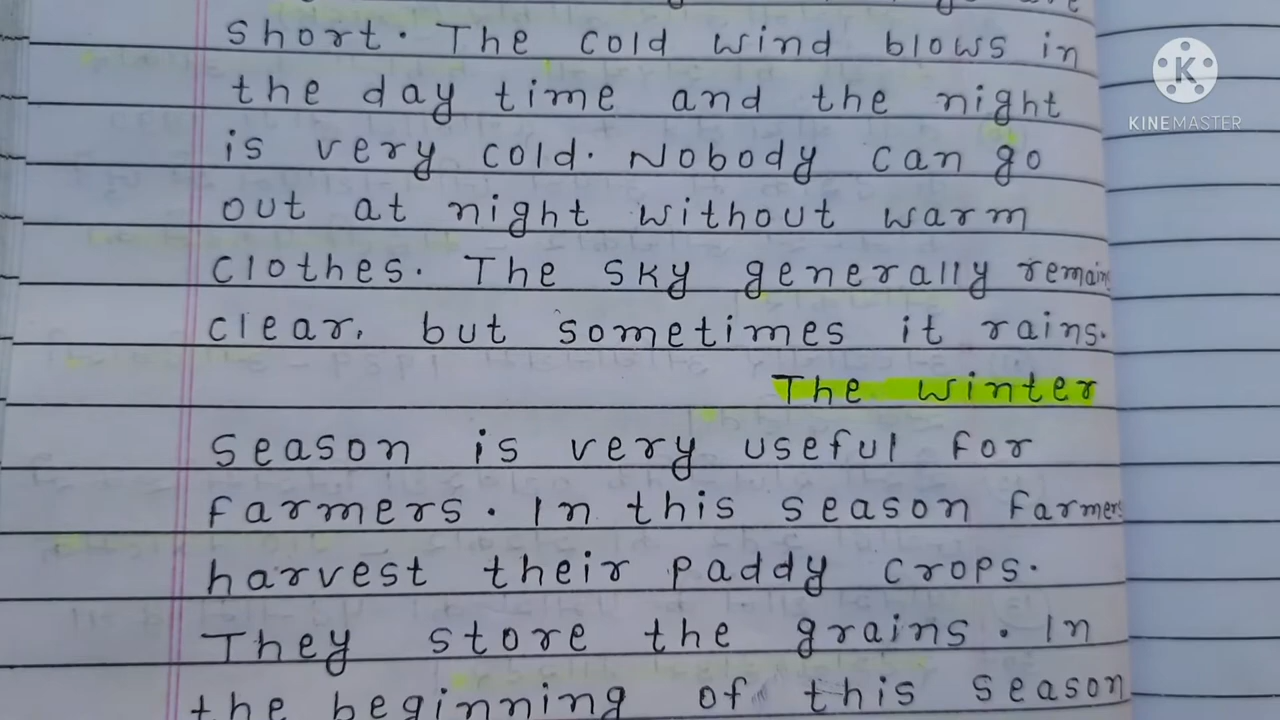 short. The cold wind blows in
the day time and the night
is very cold. Nobody can go
out at night without warm
clothes. The sky generally remains
clear, but sometimes it rains.
The winter
season is very useful for
farmers. In this season farmers
harvest their paddy crops.
They store the grains. In
the beginning of this season
K
KINEMASTER